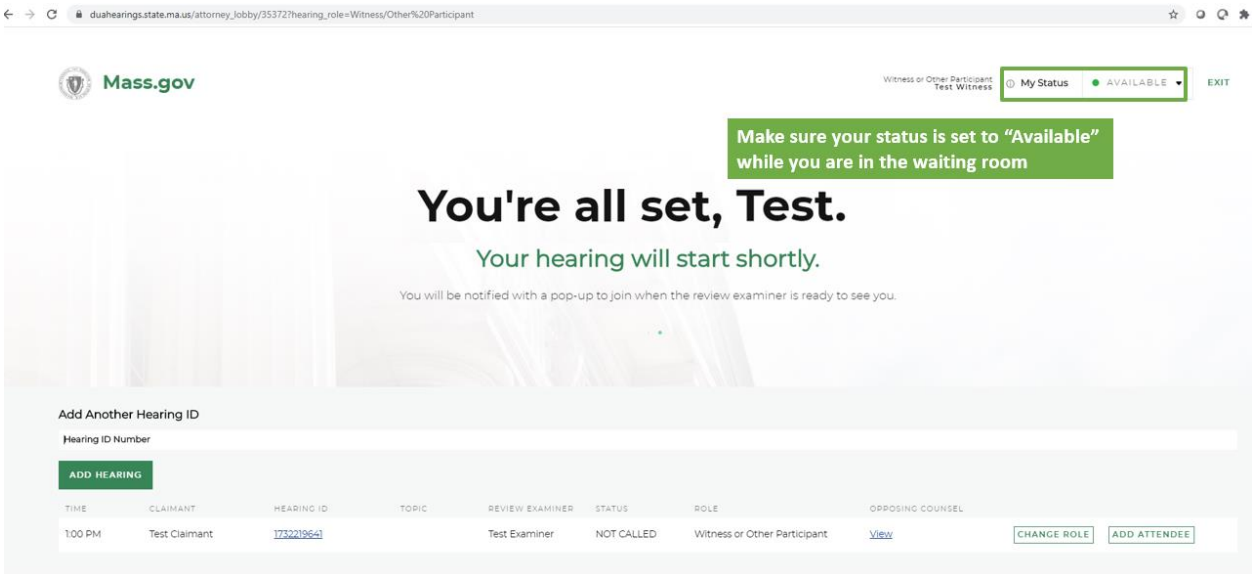 duahearings.state.ma.us/attorney_lobby/35372?hearing_role=Witness/Other%20Participant
Mass.gov
Witness or Other Participant
Test Witness
My Status
AVAILABLE
EXIT
Make sure your status is set to “Available”
while you are in the waiting room
You're all set, Test.
Your hearing will start shortly.
You will be notified with a pop-up to join when the review examiner is ready to see you.
Add Another Hearing ID
Hearing ID Number
ADD HEARING
TIME CLAIMANT HEARING ID TOPIC REVIEW EXAMINER STATUS ROLE OPPOSING COUNSEL
1:00 PM Test Claimant 1732219641 Test Examiner NOT CALLED Witness or Other Participant View CHANGE ROLE ADD ATTENDEE